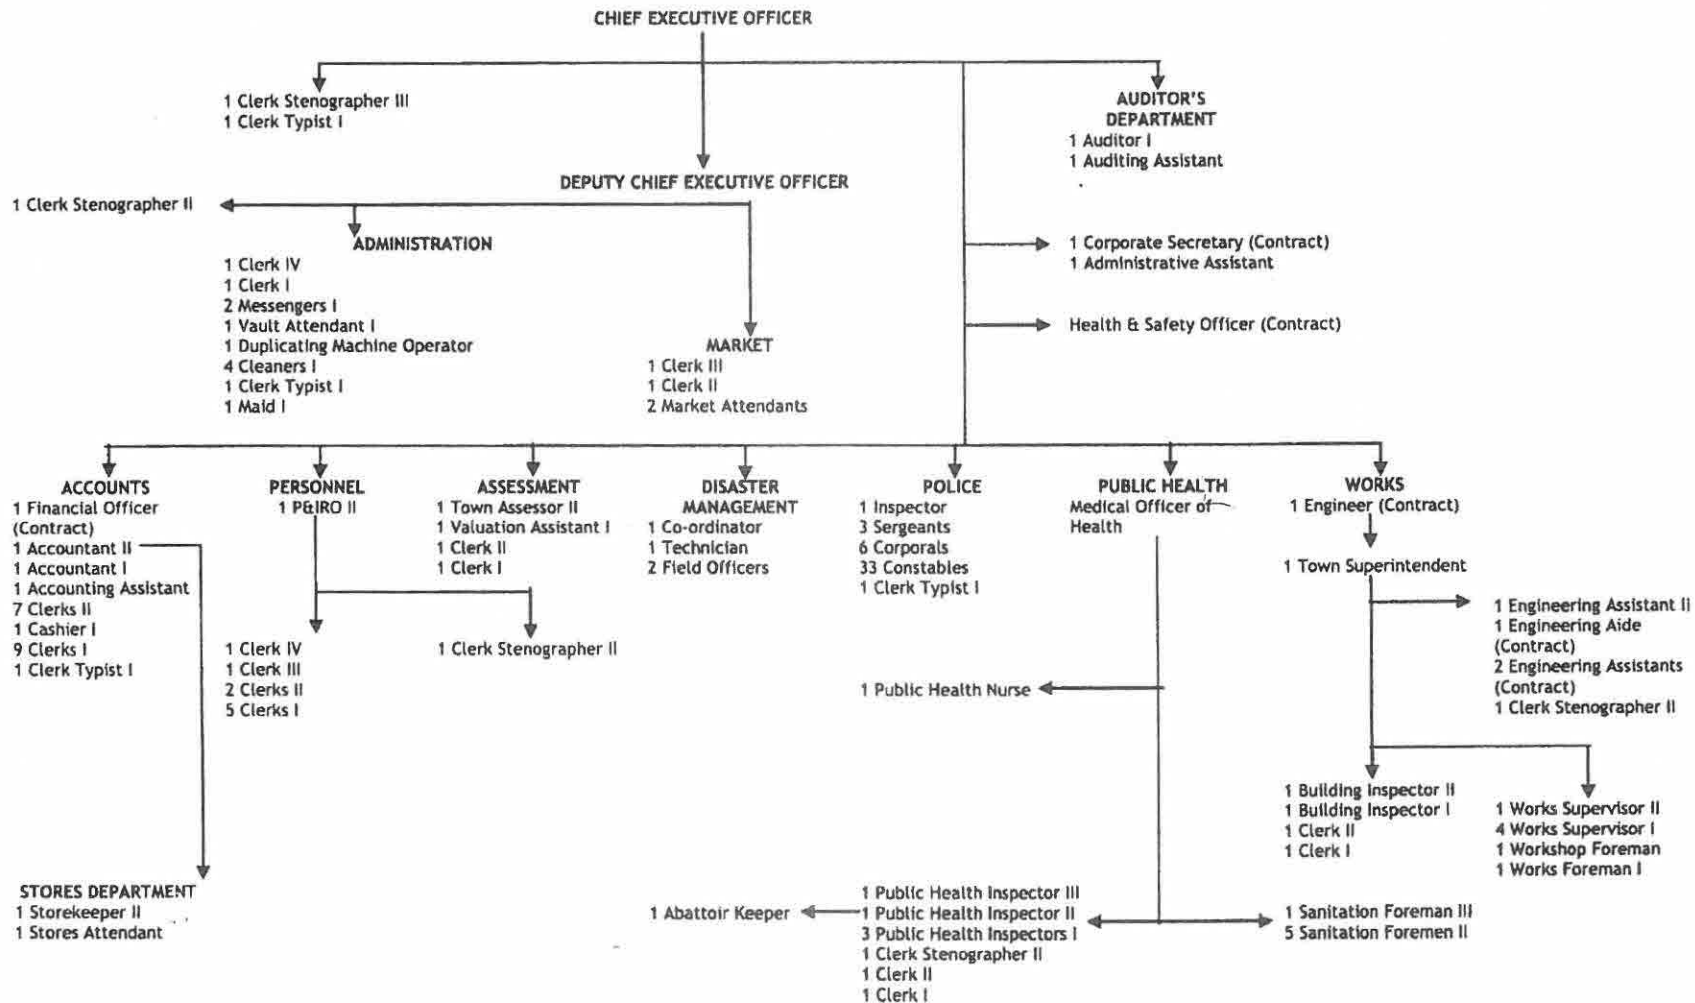 CHIEF EXECUTIVE OFFICER
1 Clerk Stenographer III
1 Clerk Typist I
AUDITOR'S
DEPARTMENT
1 Auditor I
1 Auditing Assistant
DEPUTY CHIEF EXECUTIVE OFFICER
1 Clerk Stenographer II
ADMINISTRATION
1 Clerk IV
1 Clerk I
2 Messengers I
1 Vault Attendant I
1 Duplicating Machine Operator
4 Cleaners I
1 Clerk Typist I
1 Maid I
MARKET
1 Clerk III
1 Clerk II
2 Market Attendants
1 Corporate Secretary (Contract)
1 Administrative Assistant
Health & Safety Officer (Contract)
ACCOUNTS
1 Financial Officer
(Contract)
1 Accountant II
1 Accountant I
1 Accounting Assistant
7 Clerks II
1 Cashier I
9 Clerks I
1 Clerk Typist I
STORES DEPARTMENT
1 Storekeeper II
1 Stores Attendant
PERSONNEL
1 P&IRO II
1 Clerk IV
1 Clerk III
2 Clerks II
5 Clerks I
1 Clerk Stenographer II
ASSESSMENT
1 Town Assessor II
1 Valuation Assistant I
1 Clerk II
1 Clerk I
DISASTER
MANAGEMENT
1 Co-ordinator
1 Technician
2 Field Officers
POLICE
1 Inspector
3 Sergeants
6 Corporals
33 Constables
1 Clerk Typist I
PUBLIC HEALTH
Medical Officer of
Health
1 Public Health Nurse
1 Abattoir Keeper
1 Public Health Inspector III
1 Public Health Inspector II
3 Public Health Inspectors I
1 Clerk Stenographer II
1 Clerk II
1 Clerk I
1 Sanitation Foreman III
5 Sanitation Foremen II
WORKS
1 Engineer (Contract)
1 Town Superintendent
1 Engineering Assistant II
1 Engineering Aide
(Contract)
2 Engineering Assistants
(Contract)
1 Clerk Stenographer II
1 Building Inspector II
1 Building Inspector I
1 Clerk II
1 Clerk I
1 Works Supervisor II
4 Works Supervisor I
1 Workshop Foreman
1 Works Foreman I